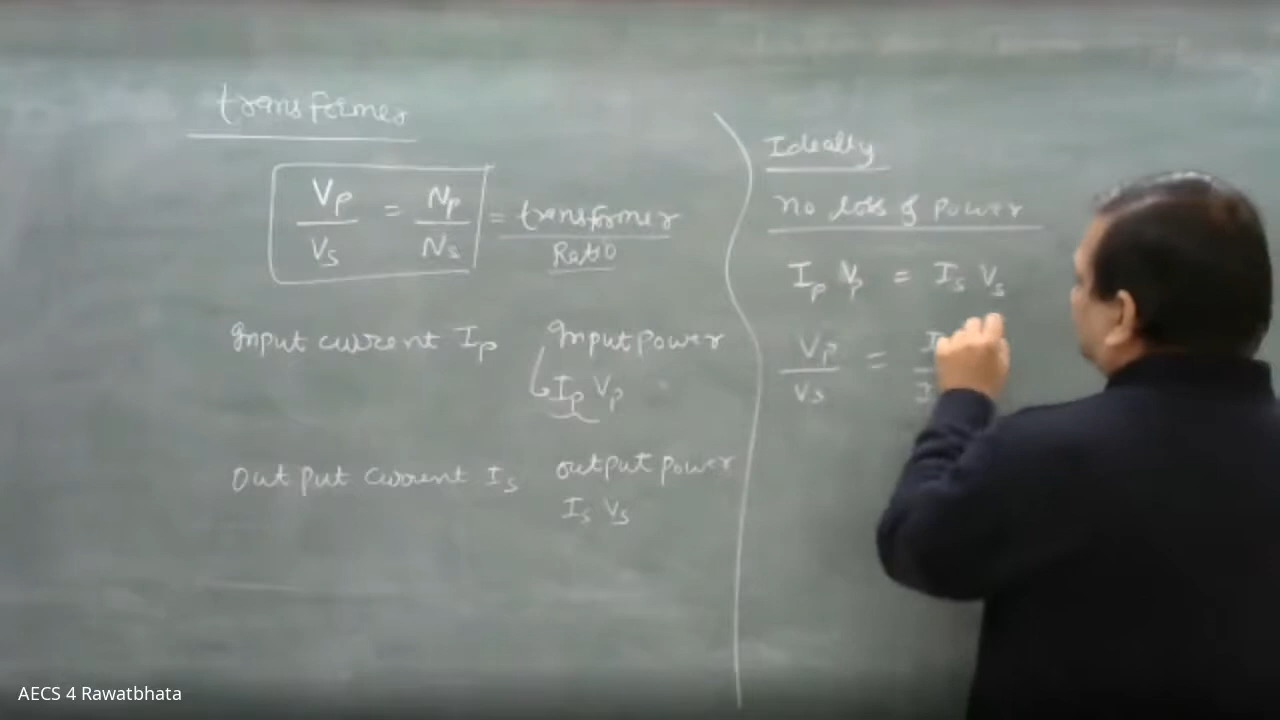 transformer
Vp / Vs = Np / Ns = transformer Ratio
Input current Ip Input power
Ip Vp
Output current Is output power
Is Vs
Ideally
no loss of power
Ip Vp = Is Vs
Vp / Vs =
AECS 4 Rawatbhata